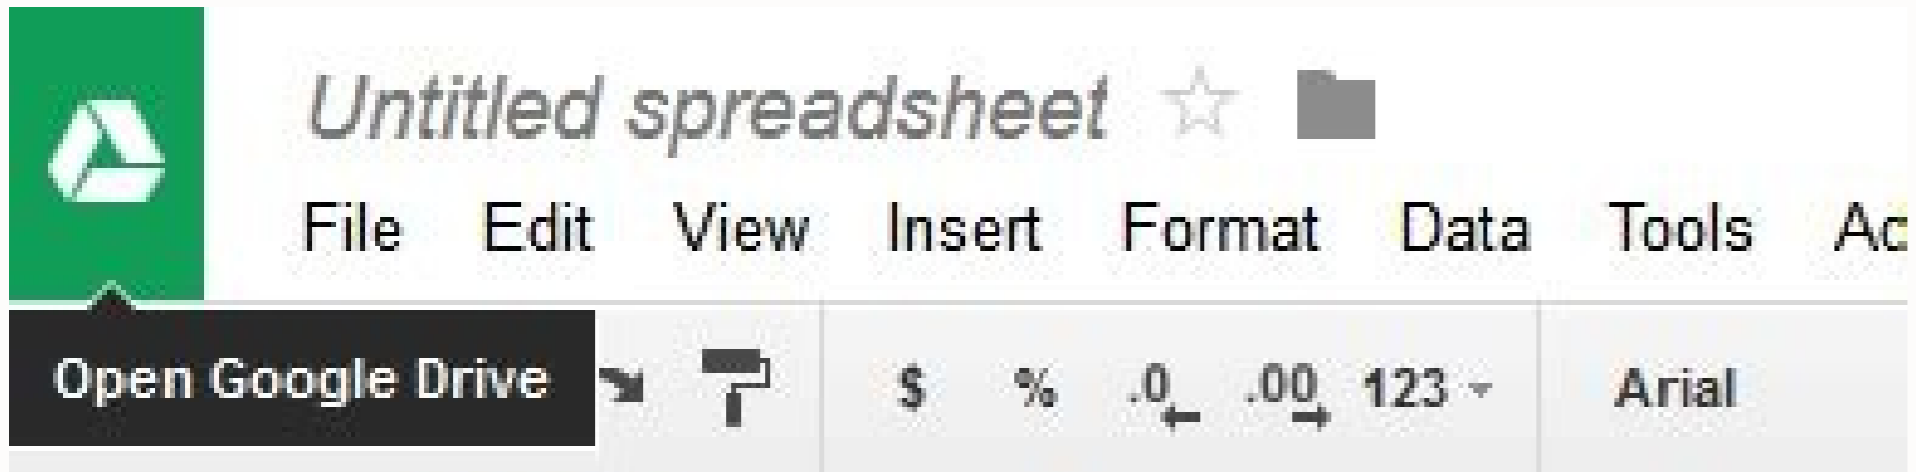 Untitled spreadsheet
File Edit View Insert Format Data Tools
Open Google Drive $ % .0 .00 123 Arial